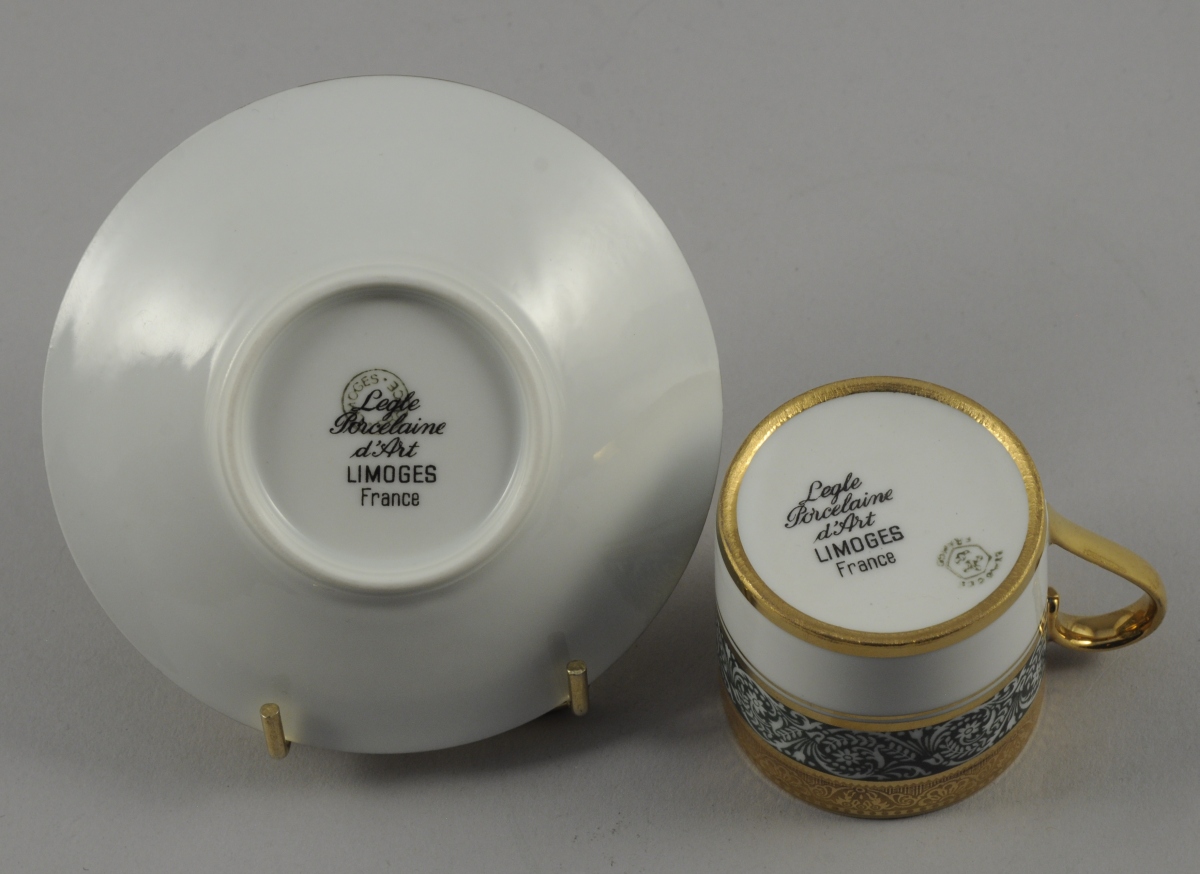 Legle
Porcelaine
d'Art
LIMOGES
France
Legle
Porcelaine
d'Art
LIMOGES
France